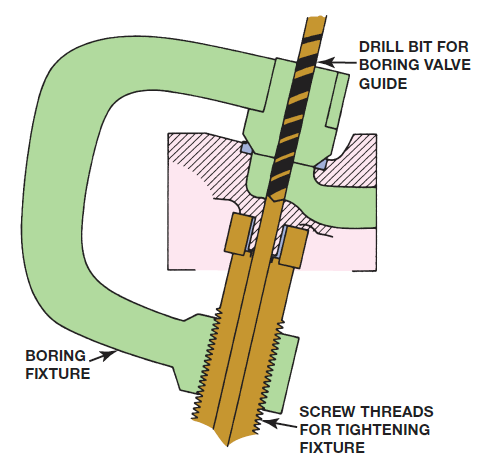 DRILL BIT FOR
BORING VALVE
GUIDE
BORING
FIXTURE
SCREW THREADS
FOR TIGHTENING
FIXTURE